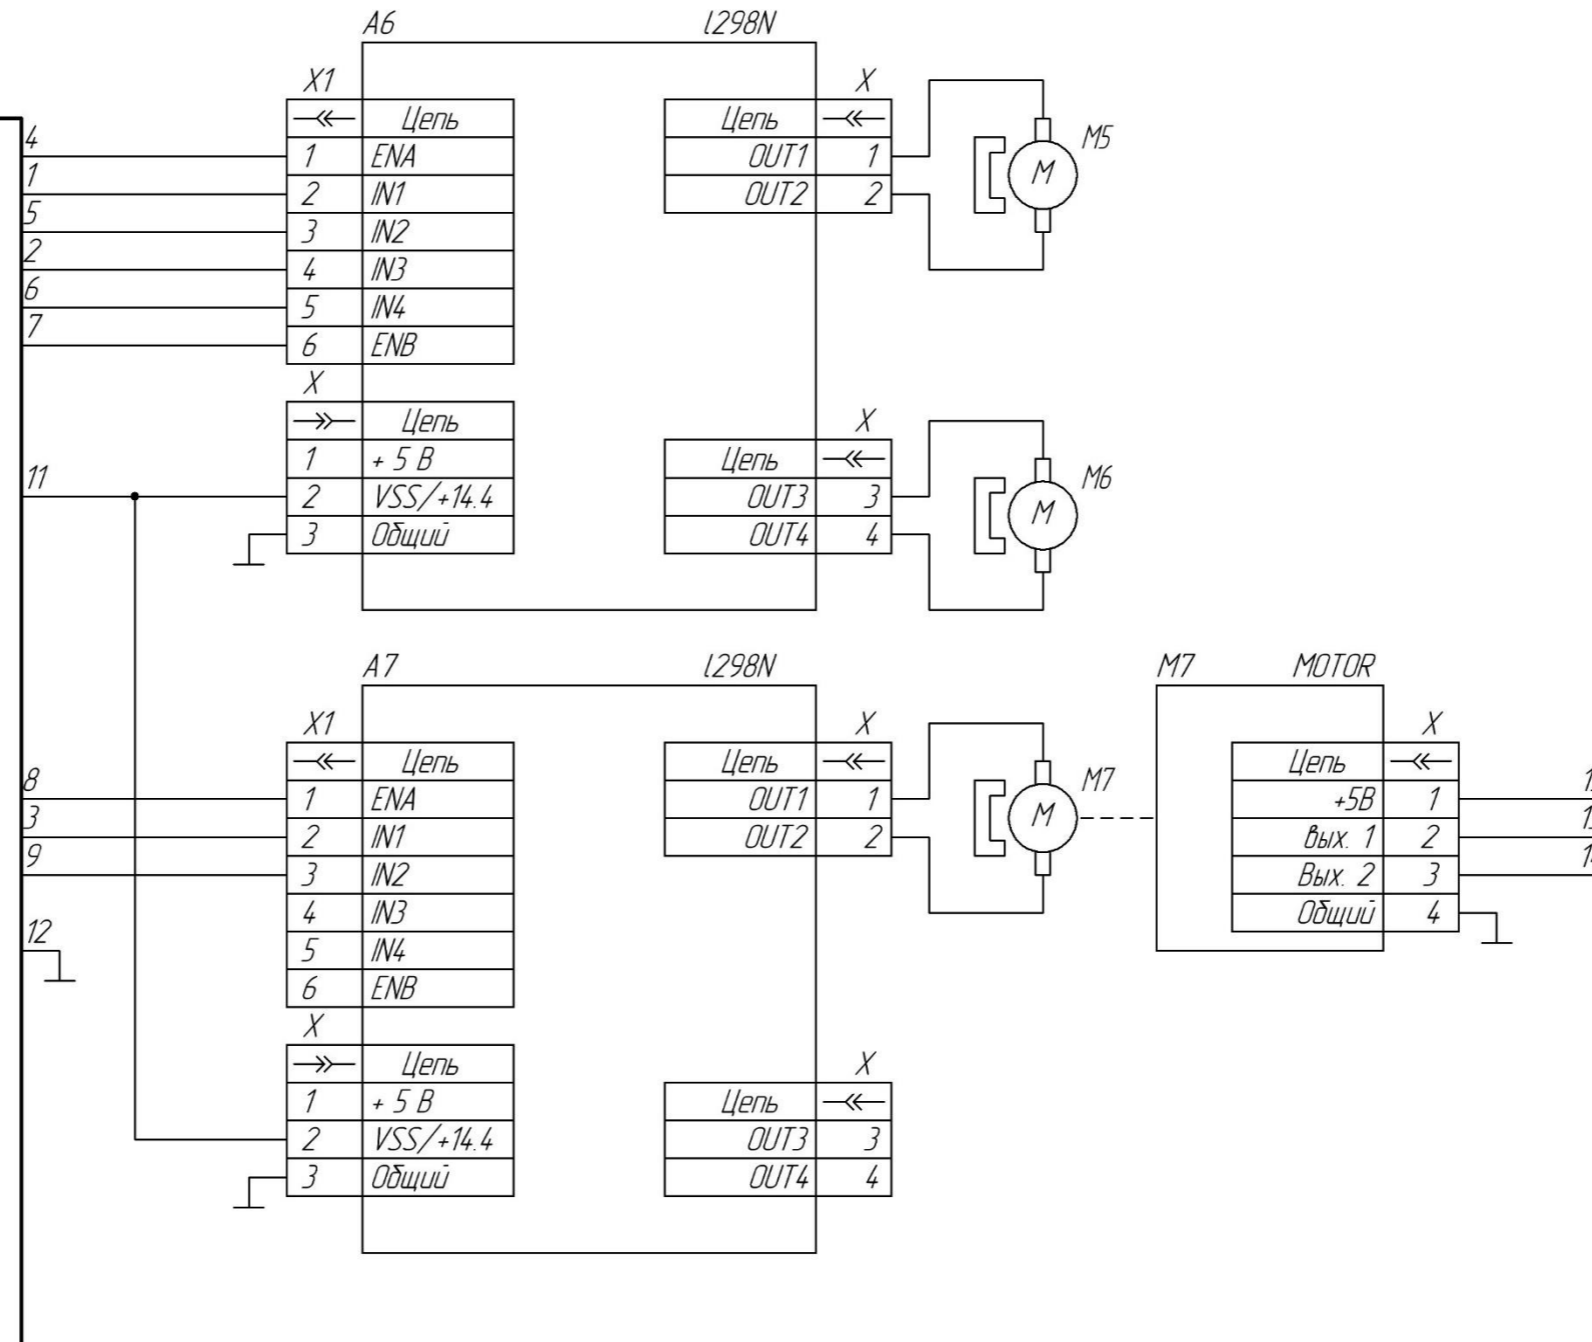 A6 L298N
X1
Цепь
1 ENA
2 IN1
3 IN2
4 IN3
5 IN4
6 ENB
X
Цепь
1 + 5 В
2 VSS/+14.4
3 Общий
X
Цепь
OUT1 1
OUT2 2
M
M5
X
Цепь
OUT3 3
OUT4 4
M
M6
4
1
5
2
6
7
11
A7 L298N
X1
Цепь
1 ENA
2 IN1
3 IN2
4 IN3
5 IN4
6 ENB
X
Цепь
1 + 5 В
2 VSS/+14.4
3 Общий
X
Цепь
OUT1 1
OUT2 2
M
M7
X
Цепь
OUT3 3
OUT4 4
8
3
9
12
M7 MOTOR
X
Цепь
+5В 1
вых. 1 2
Вых. 2 3
Общий 4